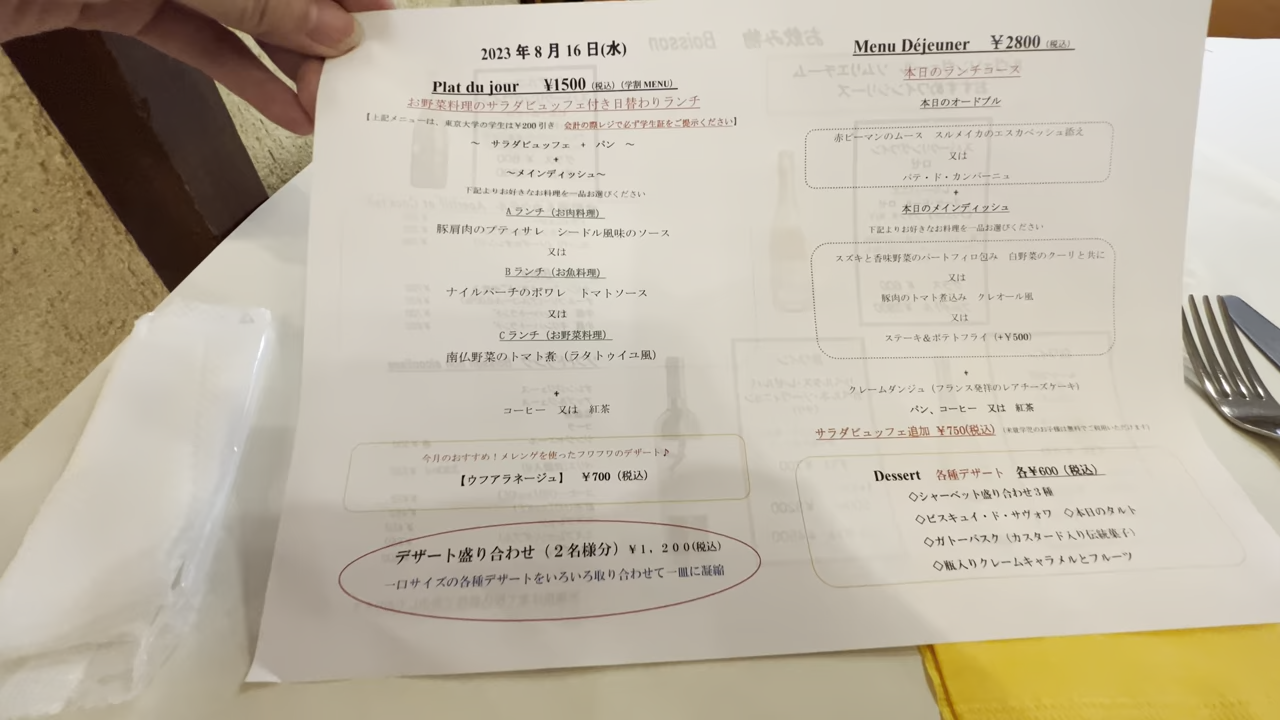 2023年8月16日(水)
Plat du jour ¥1500 (税込) (学割 MENU)
お野菜料理のサラダビュッフェ付き日替わりランチ
【上記メニューは、東京大学の学生は¥200 引き 会計の際レジで必ず学生証をご提示ください】
～ サラダビュッフェ + パン ～
+
～メインディッシュ～
下記よりお好きなお料理を一品お選びください
Aランチ（お肉料理）
豚肩肉のプティサレ シードル風味のソース
又は
Bランチ（お魚料理）
ナイルパーチのポワレ トマトソース
又は
Cランチ（お野菜料理）
南仏野菜のトマト煮（ラタトゥイユ風）
+
コーヒー 又は 紅茶
今月のおすすめ！メレンゲを使ったフワフワのデザート♪
【ウフアラネージュ】 ¥700（税込）
デザート盛り合わせ（２名様分）¥１，２００(税込)
一口サイズの各種デザートをいろいろ取り合わせて一皿に凝縮
Menu Déjeuner ¥2800 (税込)
本日のランチコース
本日のオードブル
赤ピーマンのムース スルメイカのエスカベッシュ添え
又は
パテ・ド・カンパーニュ
+
本日のメインディッシュ
下記よりお好きなお料理を一品お選びください
スズキと香味野菜のパートフィロ包み 白野菜のクーリと共に
又は
豚肉のトマト煮込み クレオール風
又は
ステーキ＆ポテトフライ（+¥500）
+
クレームダンジュ（フランス発祥のレアチーズケーキ）
パン、コーヒー 又は 紅茶
サラダビュッフェ追加 ¥750(税込) (未就学児のお子様は無料でご利用いただけます)
Dessert 各種デザート 各¥600（税込）
◇シャーベット盛り合わせ３種
◇ビスキュイ・ド・サヴォワ ◇本日のタルト
◇ガトーバスク（カスタード入り伝統菓子）
◇瓶入りクレームキャラメルとフルーツ